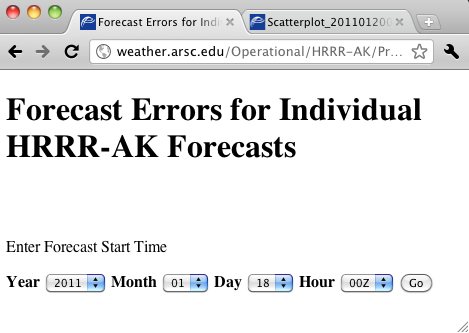 Forecast Errors for Indi
Scatterplot_201101200
weather.arsc.edu/Operational/HRRR-AK/Pr...
Forecast Errors for Individual
HRRR-AK Forecasts
Enter Forecast Start Time
Year 2011 Month 01 Day 18 Hour 00Z Go